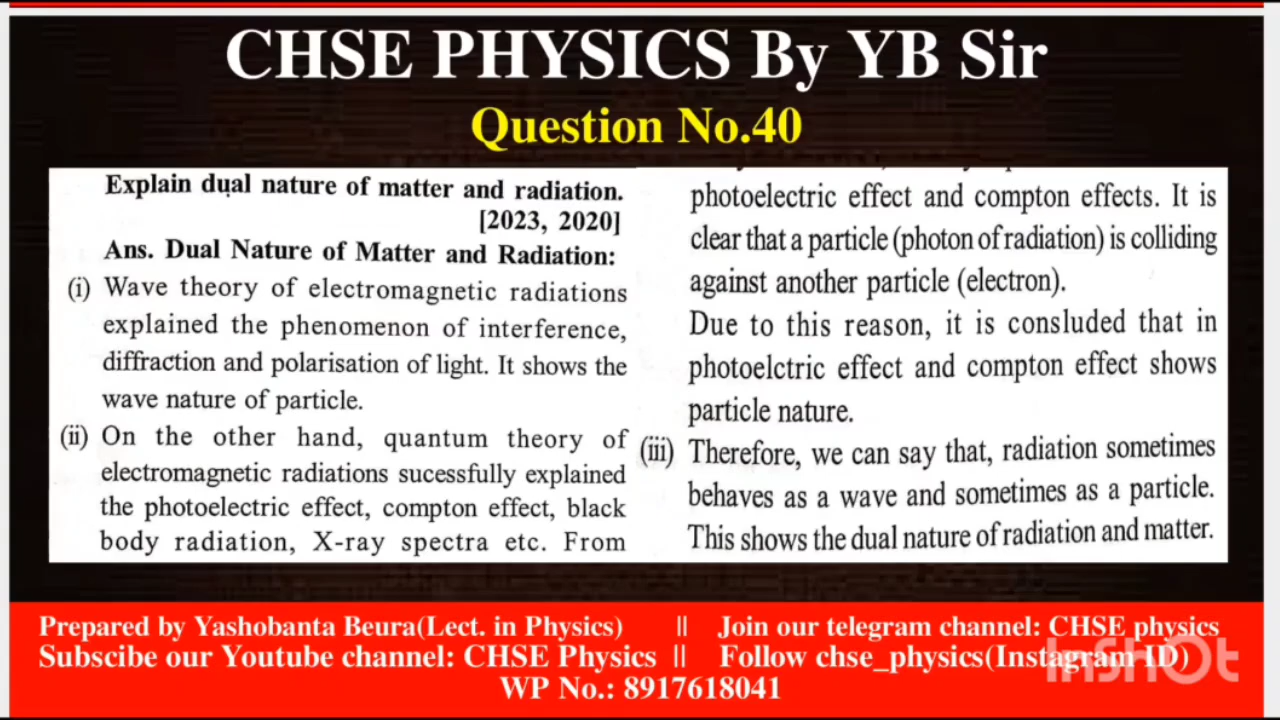 CHSE PHYSICS By YB Sir
Question No.40
Explain dual nature of matter and radiation.
[2023, 2020]
Ans. Dual Nature of Matter and Radiation:
(i) Wave theory of electromagnetic radiations
explained the phenomenon of interference,
diffraction and polarisation of light. It shows the
wave nature of particle.
(ii) On the other hand, quantum theory of
electromagnetic radiations sucessfully explained
the photoelectric effect, compton effect, black
body radiation, X-ray spectra etc. From
photoelectric effect and compton effects. It is
clear that a particle (photon of radiation) is colliding
against another particle (electron).
Due to this reason, it is consluded that in
photoelctric effect and compton effect shows
particle nature.
(iii) Therefore, we can say that, radiation sometimes
behaves as a wave and sometimes as a particle.
This shows the dual nature of radiation and matter.
Prepared by Yashobanta Beura(Lect. in Physics) || Join our telegram channel: CHSE physics
Subscibe our Youtube channel: CHSE Physics || Follow chse_physics(Instagram ID)
WP No.: 8917618041
InShOt